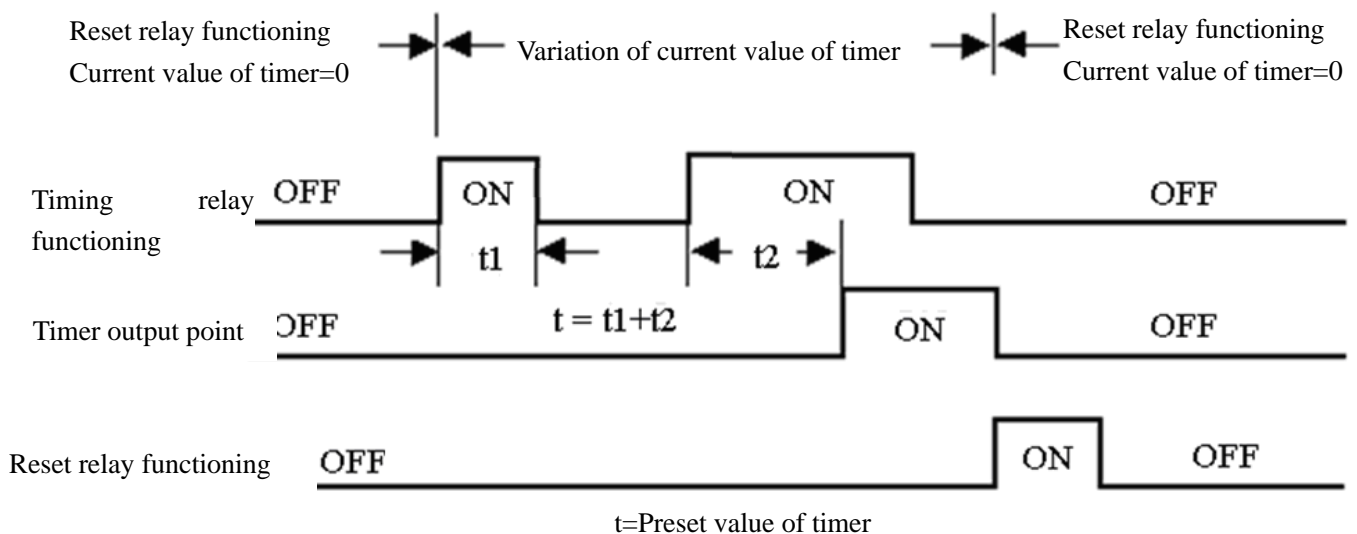 Reset relay functioning
Current value of timer=0
Variation of current value of timer
Reset relay functioning
Current value of timer=0
Timing relay
functioning
OFF
ON
ON
OFF
t1
t2
Timer output point
OFF
t = t1+t2
ON
OFF
Reset relay functioning
OFF
ON
OFF
t=Preset value of timer